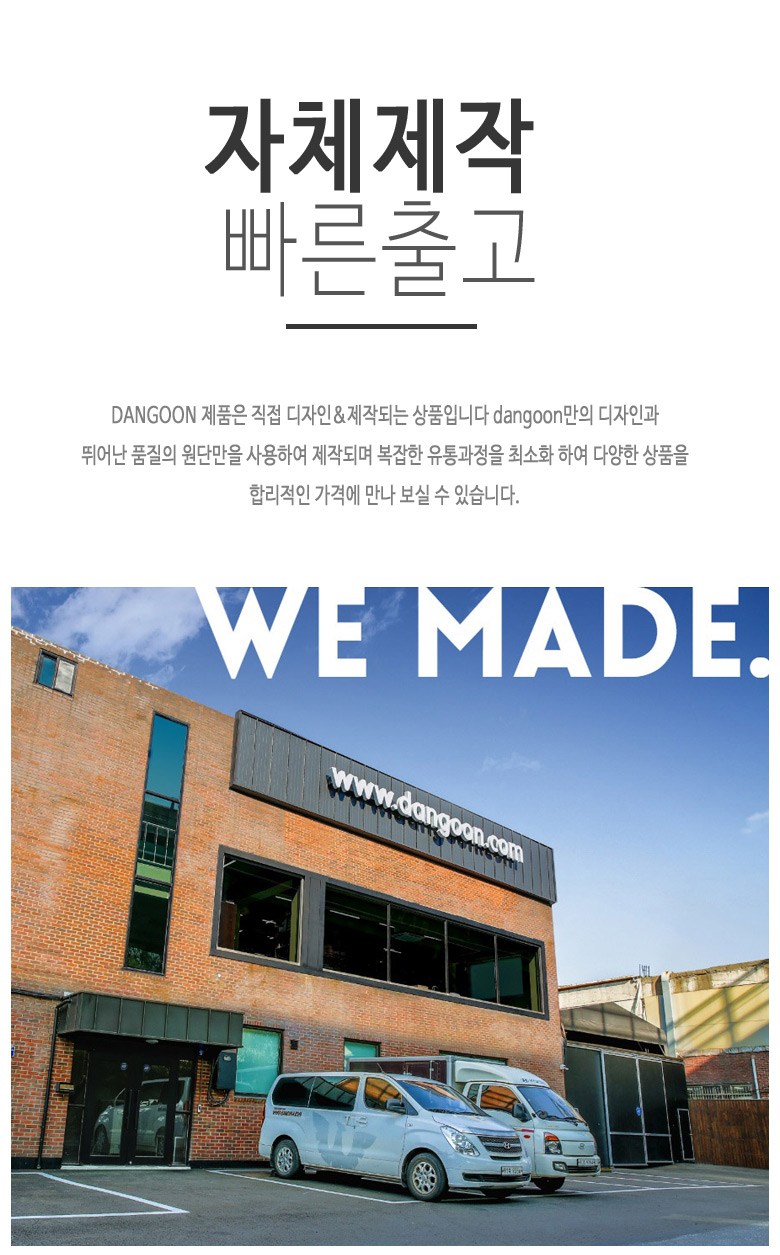 자체제작
빠른출고
DANGOON 제품은 직접 디자인&제작되는 상품입니다 dangoon만의 디자인과
뛰어난 품질의 원단만을 사용하여 제작되며 복잡한 유통과정을 최소화 하여 다양한 상품을
합리적인 가격에 만나 보실 수 있습니다.
WE MADE.
www.dangoon.com